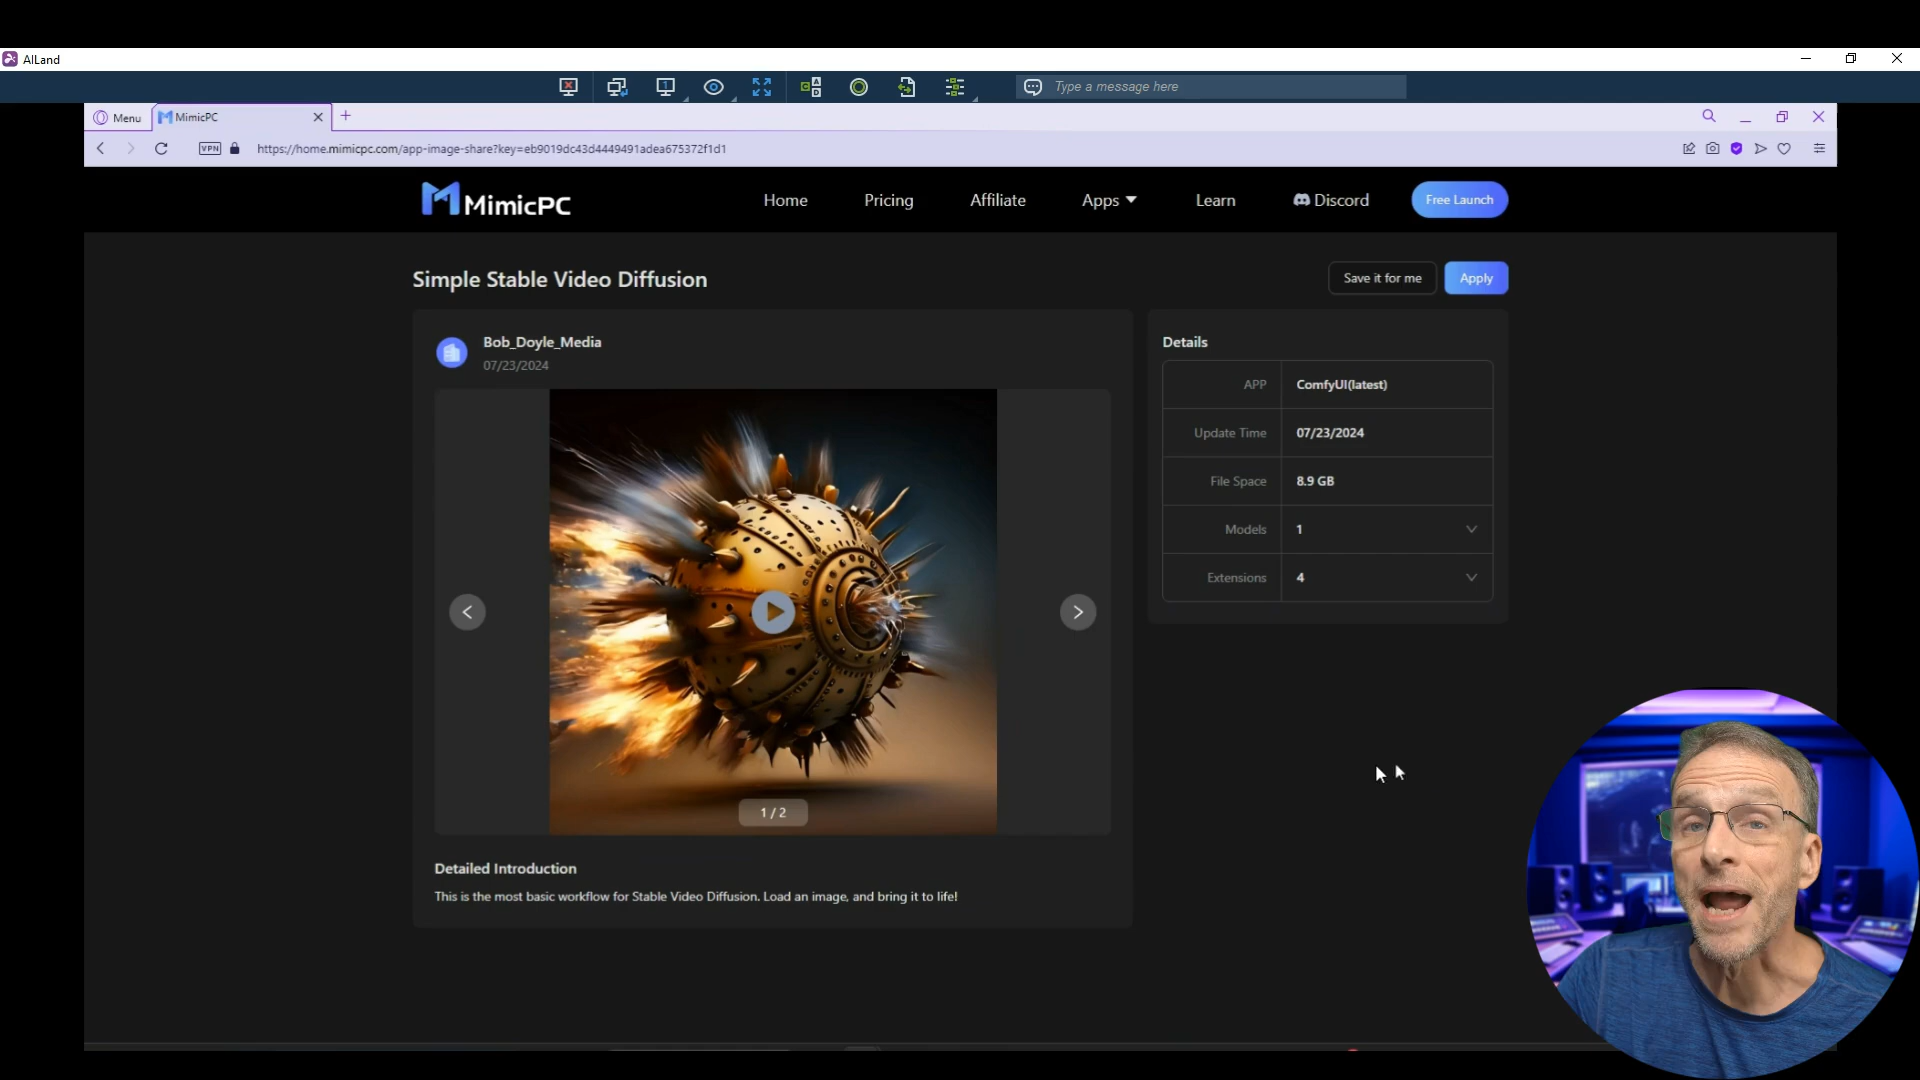 AILand
Type a message here
Menu
MimicPC
https://home.mimicpc.com/app-image-share?key=eb9019dc43d4449491adea675372f1d1
VPN
MimicPC
Home
Pricing
Affiliate
Apps
Learn
Discord
Free Launch
Simple Stable Video Diffusion
Save it for me
Apply
Bob_Doyle_Media
07/23/2024
1 / 2
Detailed Introduction
This is the most basic workflow for Stable Video Diffusion. Load an image, and bring it to life!
Details
APP ComfyUI(latest)
Update Time 07/23/2024
File Space 8.9 GB
Models 1
Extensions 4